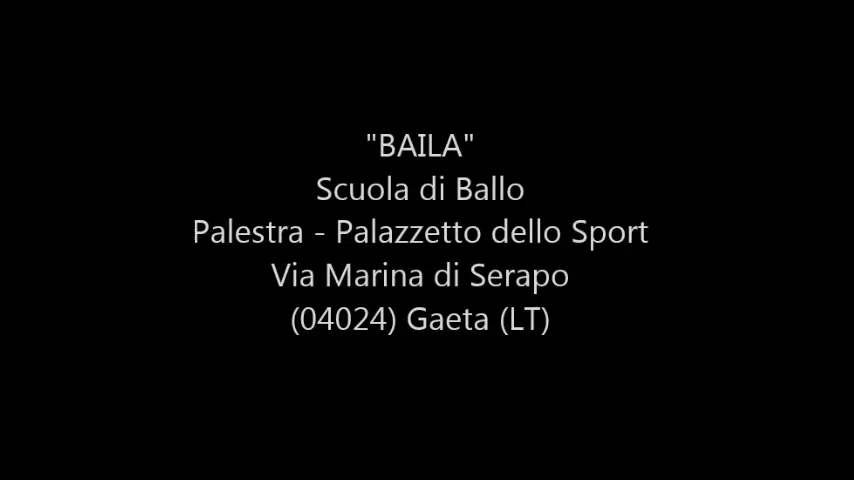 "BAILA"
Scuola di Ballo
Palestra - Palazzetto dello Sport
Via Marina di Serapo
(04024) Gaeta (LT)